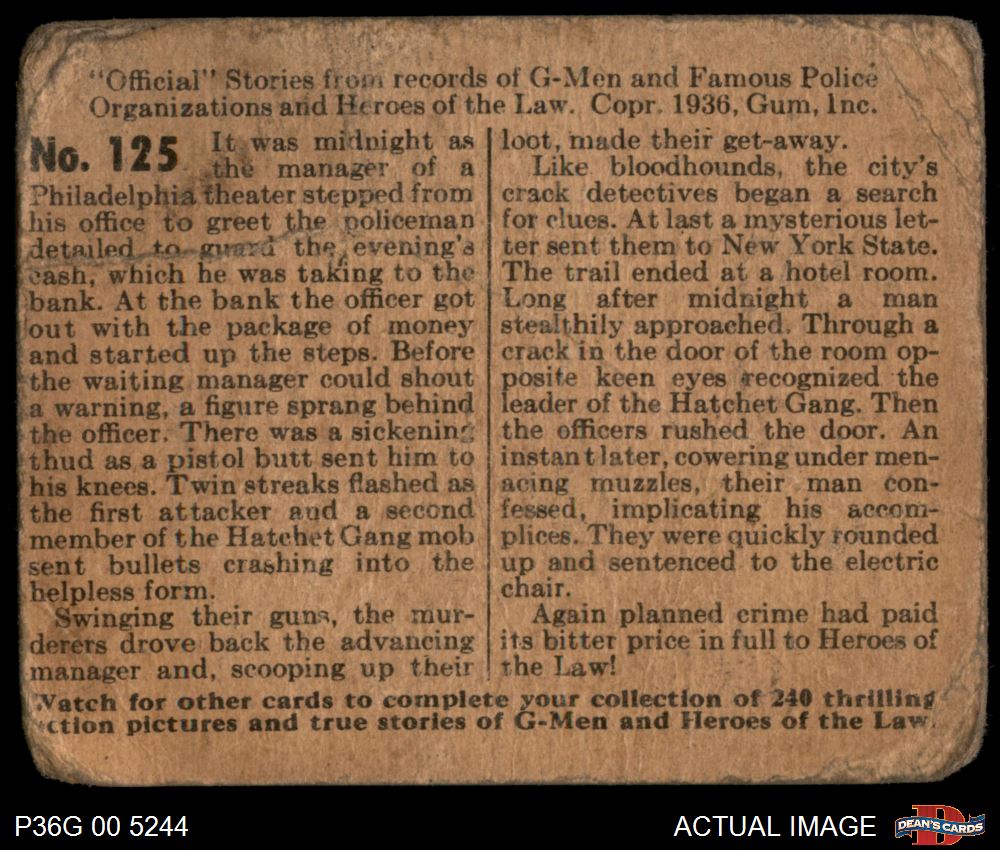 "Official" Stories from records of G-Men and Famous Police
Organizations and Heroes of the Law. Copr. 1936, Gum, Inc.
No. 125 It was midnight as
the manager of a
Philadelphia theater stepped from
his office to greet the policeman
detailed to guard the evening's
cash, which he was taking to the
bank. At the bank the officer got
out with the package of money
and started up the steps. Before
the waiting manager could shout
a warning, a figure sprang behind
the officer. There was a sickening
thud as a pistol butt sent him to
his knees. Twin streaks flashed as
the first attacker and a second
member of the Hatchet Gang mob
sent bullets crashing into the
helpless form.
Swinging their guns, the mur-
derers drove back the advancing
manager and, scooping up their
loot, made their get-away.
Like bloodhounds, the city's
crack detectives began a search
for clues. At last a mysterious let-
ter sent them to New York State.
The trail ended at a hotel room.
Long after midnight a man
stealthily approached. Through a
crack in the door of the room op-
posite keen eyes recognized the
leader of the Hatchet Gang. Then
the officers rushed the door. An
instant later, cowering under men-
acing muzzles, their man con-
fessed, implicating his accom-
plices. They were quickly rounded
up and sentenced to the electric
chair.
Again planned crime had paid
its bitter price in full to Heroes of
the Law!
Watch for other cards to complete your collection of 240 thrilling
action pictures and true stories of G-Men and Heroes of the Law.
P36G 00 5244
ACTUAL IMAGE
DEAN'S CARDS